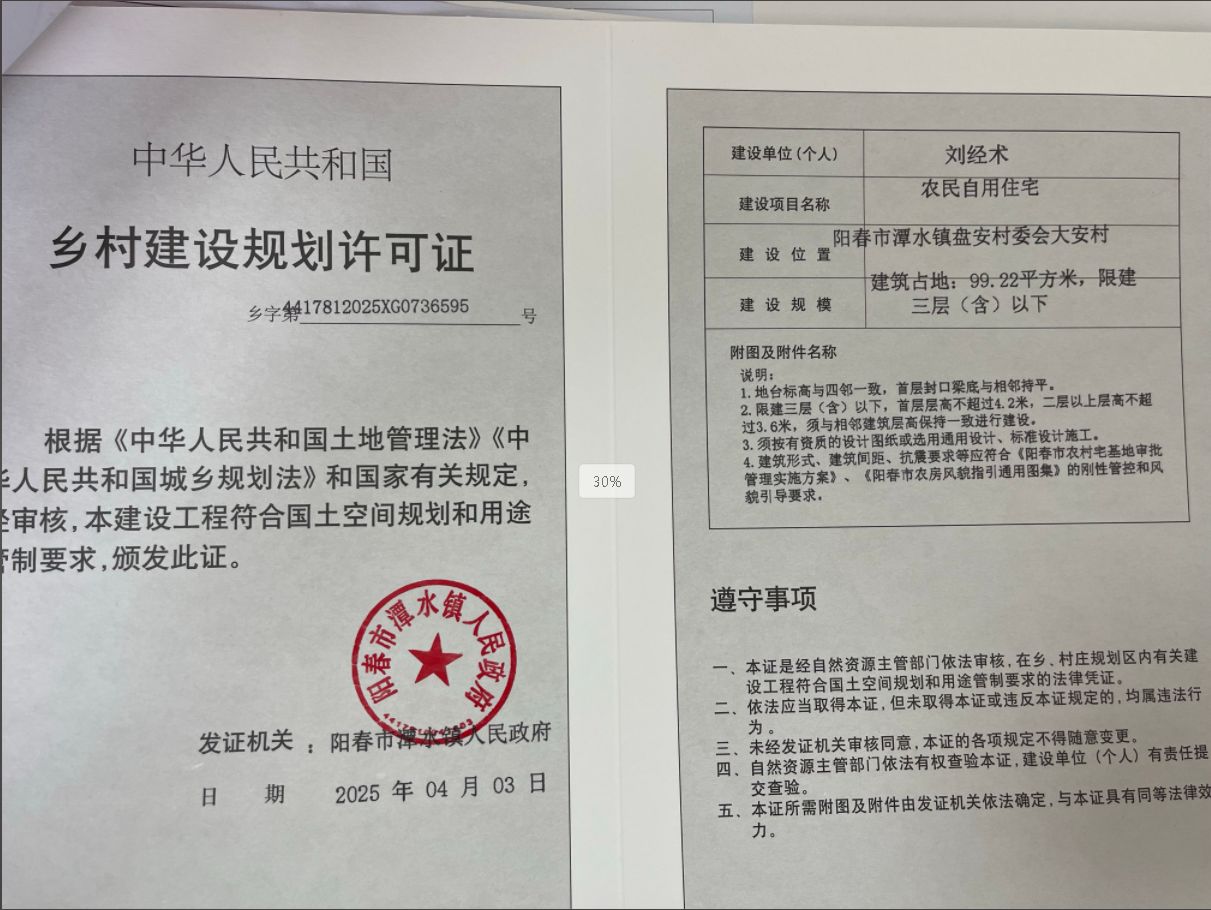 中华人民共和国
乡村建设规划许可证
乡字第4417812025XG0736595号
根据《中华人民共和国土地管理法》《中
华人民共和国城乡规划法》和国家有关规定,
经审核,本建设工程符合国土空间规划和用途
管制要求,颁发此证。
阳春市潭水镇人民政府
发证机关 : 阳春市潭水镇人民政府
日 期 2025 年 04 月 03 日
建设单位(个人) 刘经术
建设项目名称 农民自用住宅
建设位置 阳春市潭水镇盘安村委会大安村
建设规模 建筑占地: 99.22平方米, 限建
三层(含)以下
附图及附件名称
说明:
1. 地台标高与四邻一致, 首层封口梁底与相邻持平。
2. 限建三层(含)以下, 首层层高不超过4.2米, 二层以上层高不超
过3.6米, 须与相邻建筑层高保持一致进行建设。
3. 须按有资质的设计图纸或选用通用设计、标准设计施工。
4. 建筑形式、建筑间距、抗震要求等应符合《阳春市农村宅基地审批
管理实施方案》、《阳春市农房风貌指引通用图集》的刚性管控和风
貌引导要求.
30%
遵守事项
一、本证是经自然资源主管部门依法审核,在乡、村庄规划区内有关建
设工程符合国土空间规划和用途管制要求的法律凭证。
二、依法应当取得本证,但未取得本证或违反本证规定的,均属违法行
为。
三、未经发证机关审核同意,本证的各项规定不得随意变更。
四、自然资源主管部门依法有权查验本证,建设单位(个人)有责任提
交查验。
五、本证所需附图及附件由发证机关依法确定,与本证具有同等法律效
力。